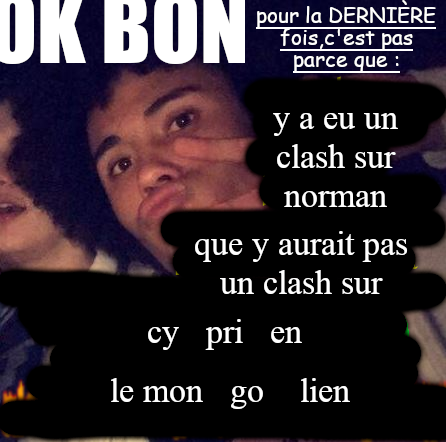 OK BON
pour la DERNIÈRE
fois,c'est pas
parce que :
y a eu un
clash sur
norman
que y aurait pas
un clash sur
cy pri en
le mon go lien